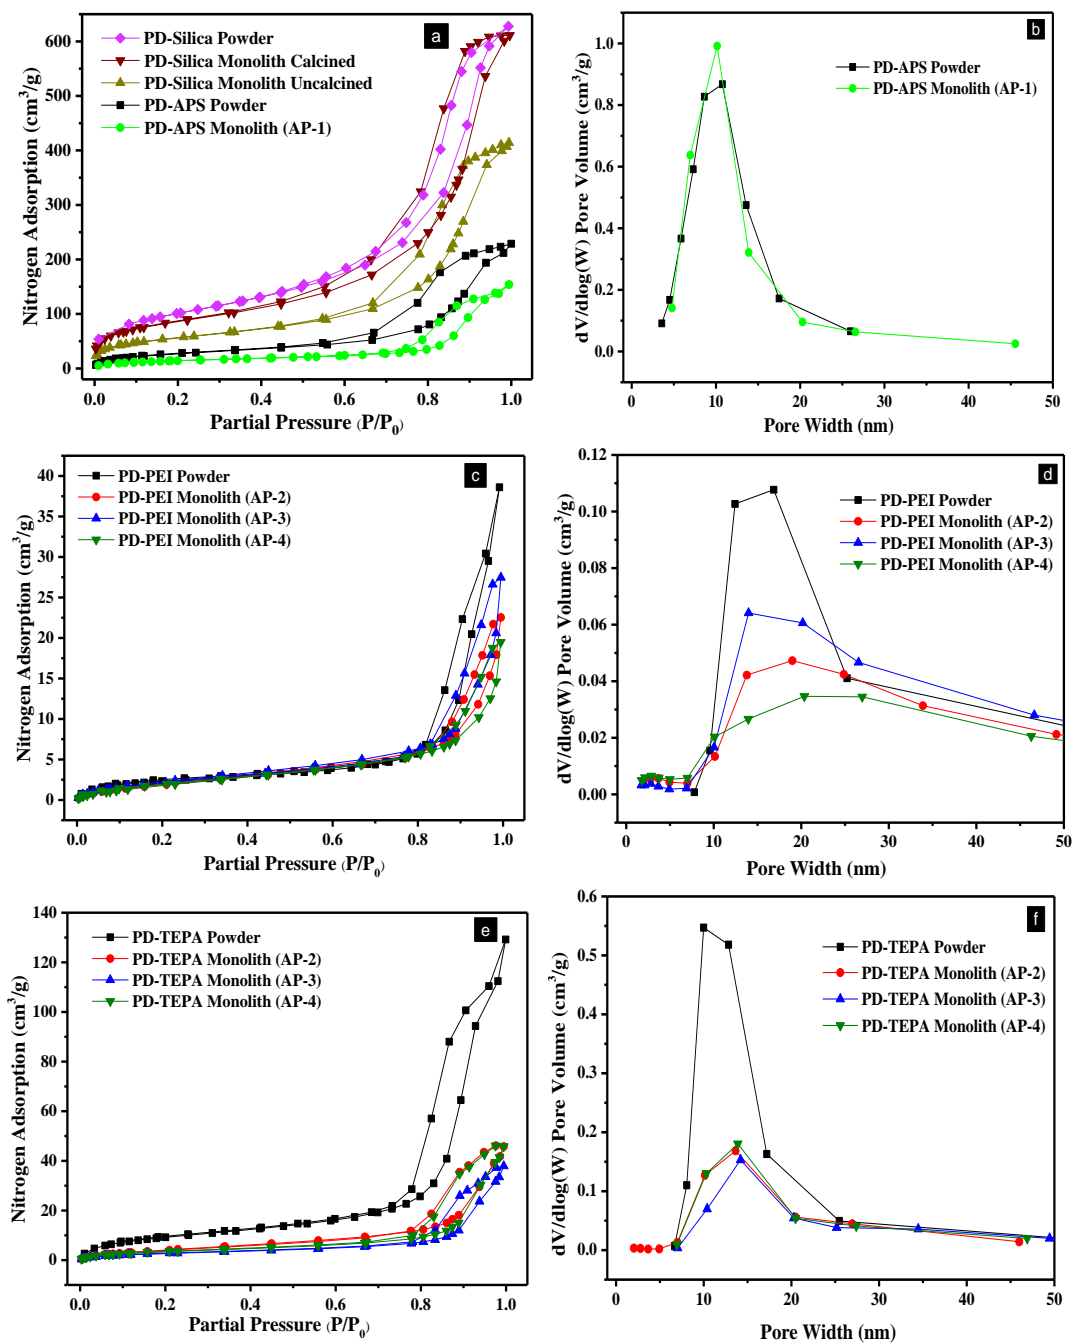 a
PD-Silica Powder
PD-Silica Monolith Calcined
PD-Silica Monolith Uncalcined
PD-APS Powder
PD-APS Monolith (AP-1)
Nitrogen Adsorption (cm³/g)
600
500
400
300
200
100
0
0.0 0.2 0.4 0.6 0.8 1.0
Partial Pressure (P/P₀)
b
PD-APS Powder
PD-APS Monolith (AP-1)
dV/dlog(W) Pore Volume (cm³/g)
1.0
0.8
0.6
0.4
0.2
0.0
0 10 20 30 40 50
Pore Width (nm)
c
PD-PEI Powder
PD-PEI Monolith (AP-2)
PD-PEI Monolith (AP-3)
PD-PEI Monolith (AP-4)
Nitrogen Adsorption (cm³/g)
40
35
30
25
20
15
10
5
0
0.0 0.2 0.4 0.6 0.8 1.0
Partial Pressure (P/P₀)
d
PD-PEI Powder
PD-PEI Monolith (AP-2)
PD-PEI Monolith (AP-3)
PD-PEI Monolith (AP-4)
dV/dlog(W) Pore Volume (cm³/g)
0.12
0.10
0.08
0.06
0.04
0.02
0.00
0 10 20 30 40 50
Pore Width (nm)
e
PD-TEPA Powder
PD-TEPA Monolith (AP-2)
PD-TEPA Monolith (AP-3)
PD-TEPA Monolith (AP-4)
Nitrogen Adsorption (cm³/g)
140
120
100
80
60
40
20
0
0.0 0.2 0.4 0.6 0.8 1.0
Partial Pressure (P/P₀)
f
PD-TEPA Powder
PD-TEPA Monolith (AP-2)
PD-TEPA Monolith (AP-3)
PD-TEPA Monolith (AP-4)
dV/dlog(W) Pore Volume (cm³/g)
0.6
0.5
0.4
0.3
0.2
0.1
0.0
0 10 20 30 40 50
Pore Width (nm)